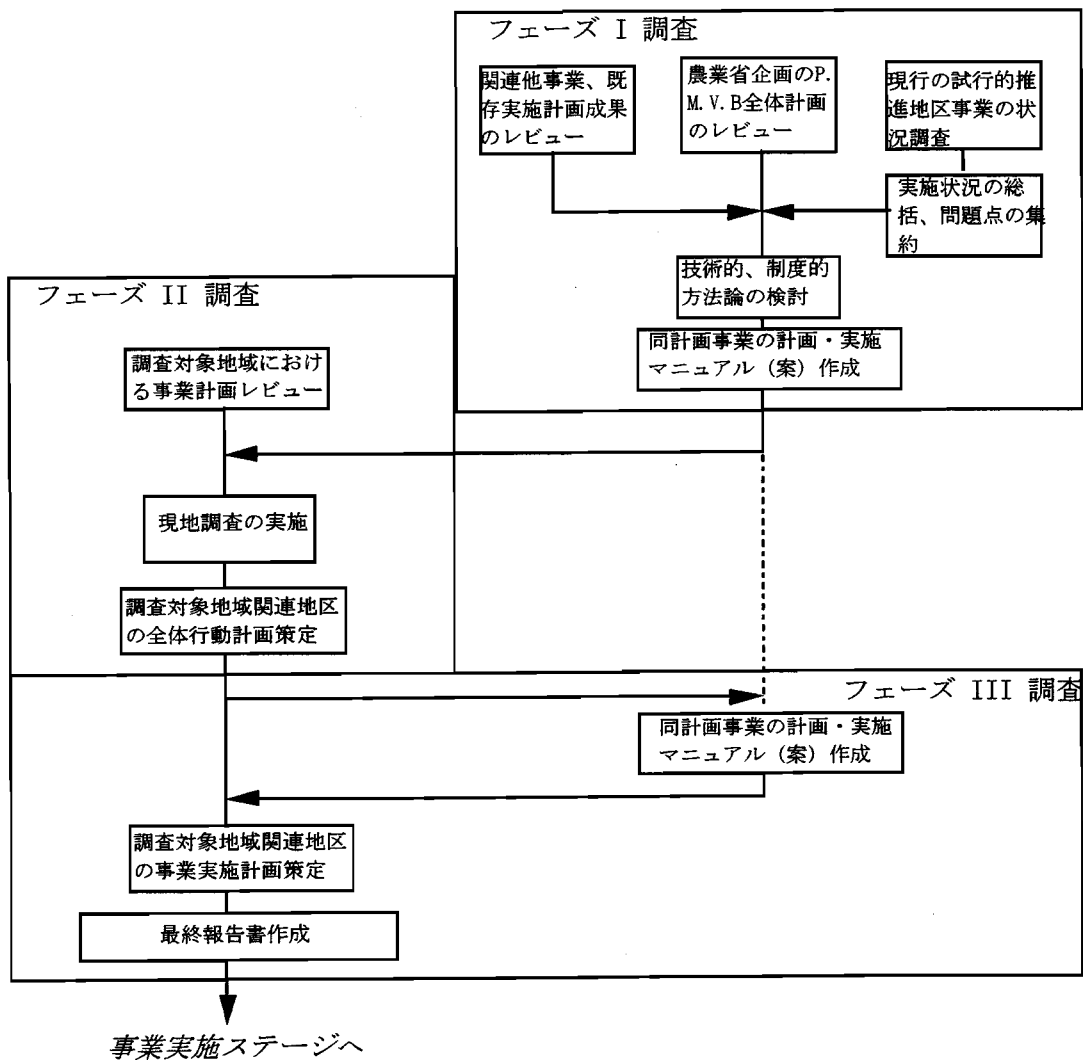 フェーズ I 調査
関連他事業、既
存実施計画成果
のレビュー
農業省企画のP.
M.V.B全体計画
のレビュー
現行の試行的推
進地区事業の状
況調査
実施状況の総
括、問題点の集
約
技術的、制度的
方法論の検討
同計画事業の計画・実施
マニュアル（案）作成
フェーズ II 調査
調査対象地域におけ
る事業計画レビュー
現地調査の実施
調査対象地域関連地区
の全体行動計画策定
フェーズ III 調査
同計画事業の計画・実施
マニュアル（案）作成
調査対象地域関連地区
の事業実施計画策定
最終報告書作成
事業実施ステージへ